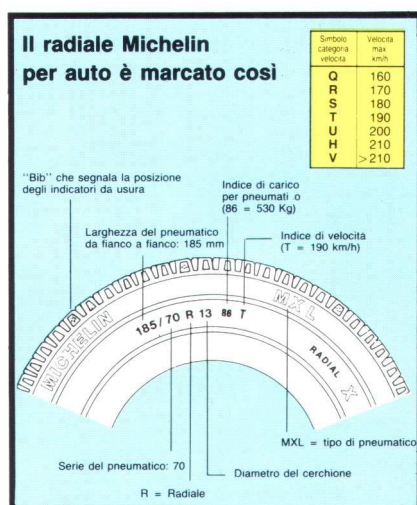 Il radiale Michelin
per auto è marcato così
Simbolo categoria velocità
Velocità max km/h
Q 160
R 170
S 180
T 190
U 200
H 210
V >210
"Bib" che segnala la posizione
degli indicatori da usura
Indice di carico
per pneumati o
(86 = 530 Kg)
Larghezza del pneumatico
da fianco a fianco: 185 mm
Indice di velocità
(T = 190 km/h)
MICHELIN
185/70 R 13 86 T
MXL
RADIAL X
MXL = tipo di pneumatico
Serie del pneumatico: 70
Diametro del cerchione
R = Radiale